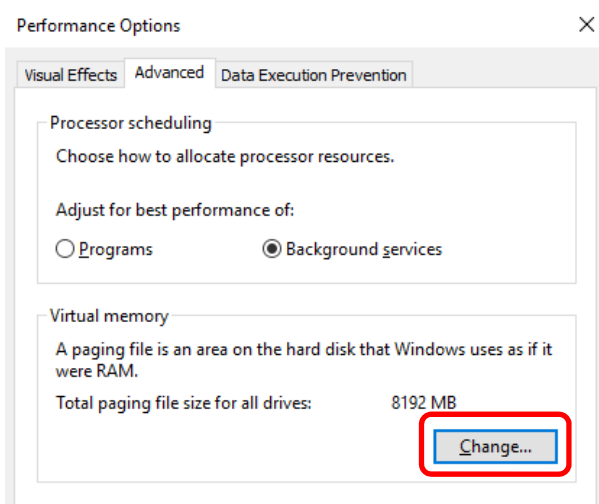 Performance Options
Visual Effects Advanced Data Execution Prevention
Processor scheduling
Choose how to allocate processor resources.
Adjust for best performance of:
Programs Background services
Virtual memory
A paging file is an area on the hard disk that Windows uses as if it
were RAM.
Total paging file size for all drives: 8192 MB
Change...